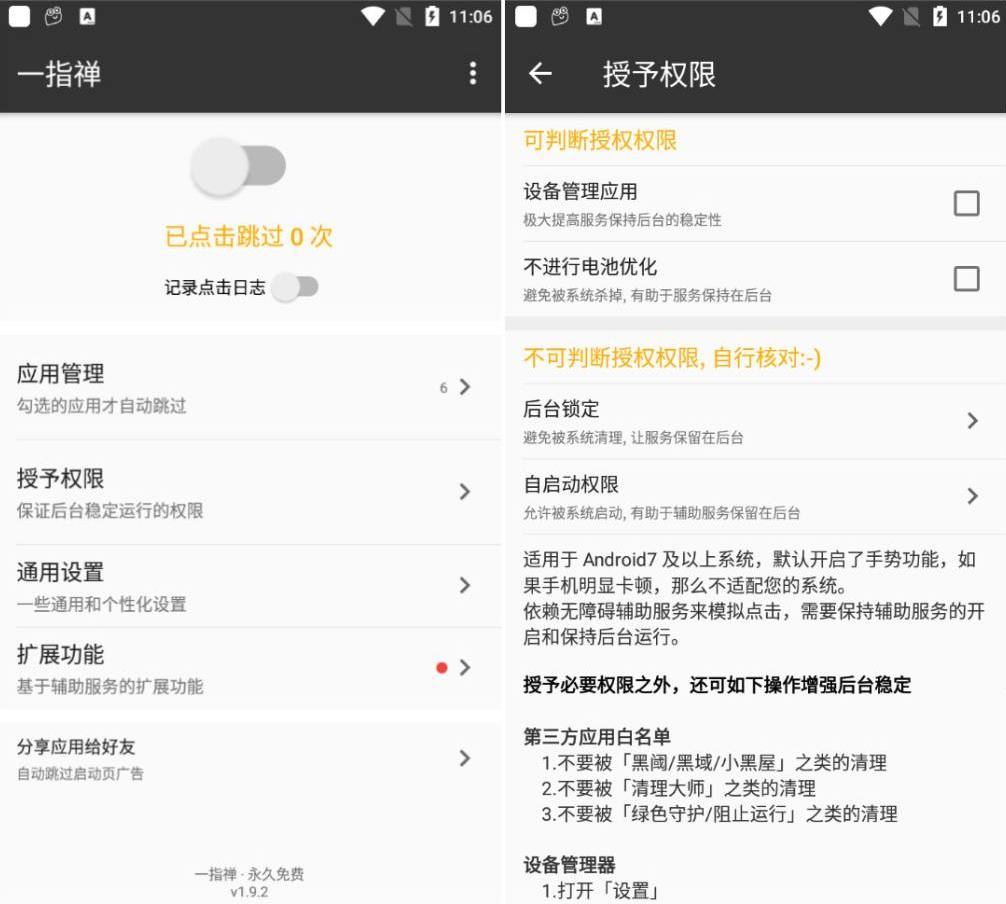 11:06
一指禅
已点击跳过 0 次
记录点击日志
应用管理
6
勾选的应用才自动跳过
授予权限
保证后台稳定运行的权限
通用设置
一些通用和个性化设置
扩展功能
基于辅助服务的扩展功能
分享应用给好友
自动跳过启动页广告
一指禅 · 永久免费
v1.9.2
A
11:06
授予权限
可判断授权权限
设备管理应用
极大提高服务保持后台的稳定性
不进行电池优化
避免被系统杀掉, 有助于服务保持在后台
不可判断授权权限, 自行核对:-)
后台锁定
避免被系统清理, 让服务保留在后台
自启动权限
允许被系统启动, 有助于辅助服务保留在后台
适用于 Android7 及以上系统，默认开启了手势功能，如
果手机明显卡顿，那么不适配您的系统。
依赖无障碍辅助服务来模拟点击，需要保持辅助服务的开
启和保持后台运行。
授予必要权限之外，还可如下操作增强后台稳定
第三方应用白名单
1.不要被「黑阈/黑域/小黑屋」之类的清理
2.不要被「清理大师」之类的清理
3.不要被「绿色守护/阻止运行」之类的清理
设备管理器
1.打开「设置」